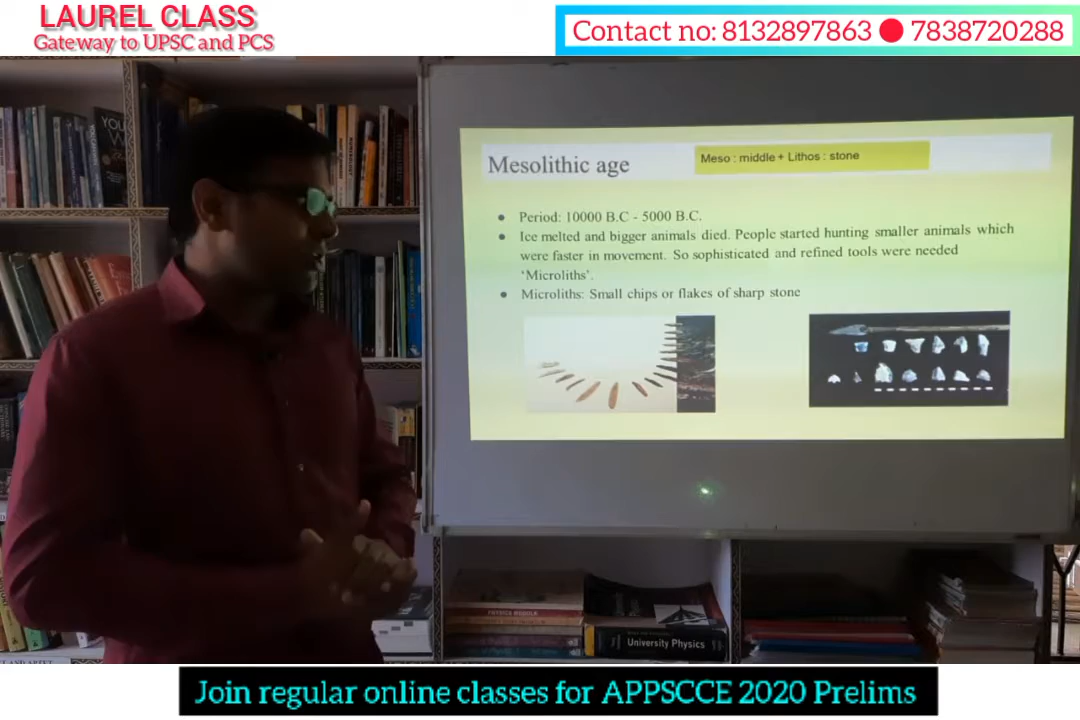 LAUREL CLASS
Gateway to UPSC and PCS
Contact no: 8132897863 🔴 7838720288
Mesolithic age
Meso : middle + Lithos : stone
• Period: 10000 B.C - 5000 B.C.
• Ice melted and bigger animals died. People started hunting smaller animals which
were faster in movement. So sophisticated and refined tools were needed
‘Microliths’.
• Microliths: Small chips or flakes of sharp stone
University Physics
Join regular online classes for APPSCCE 2020 Prelims